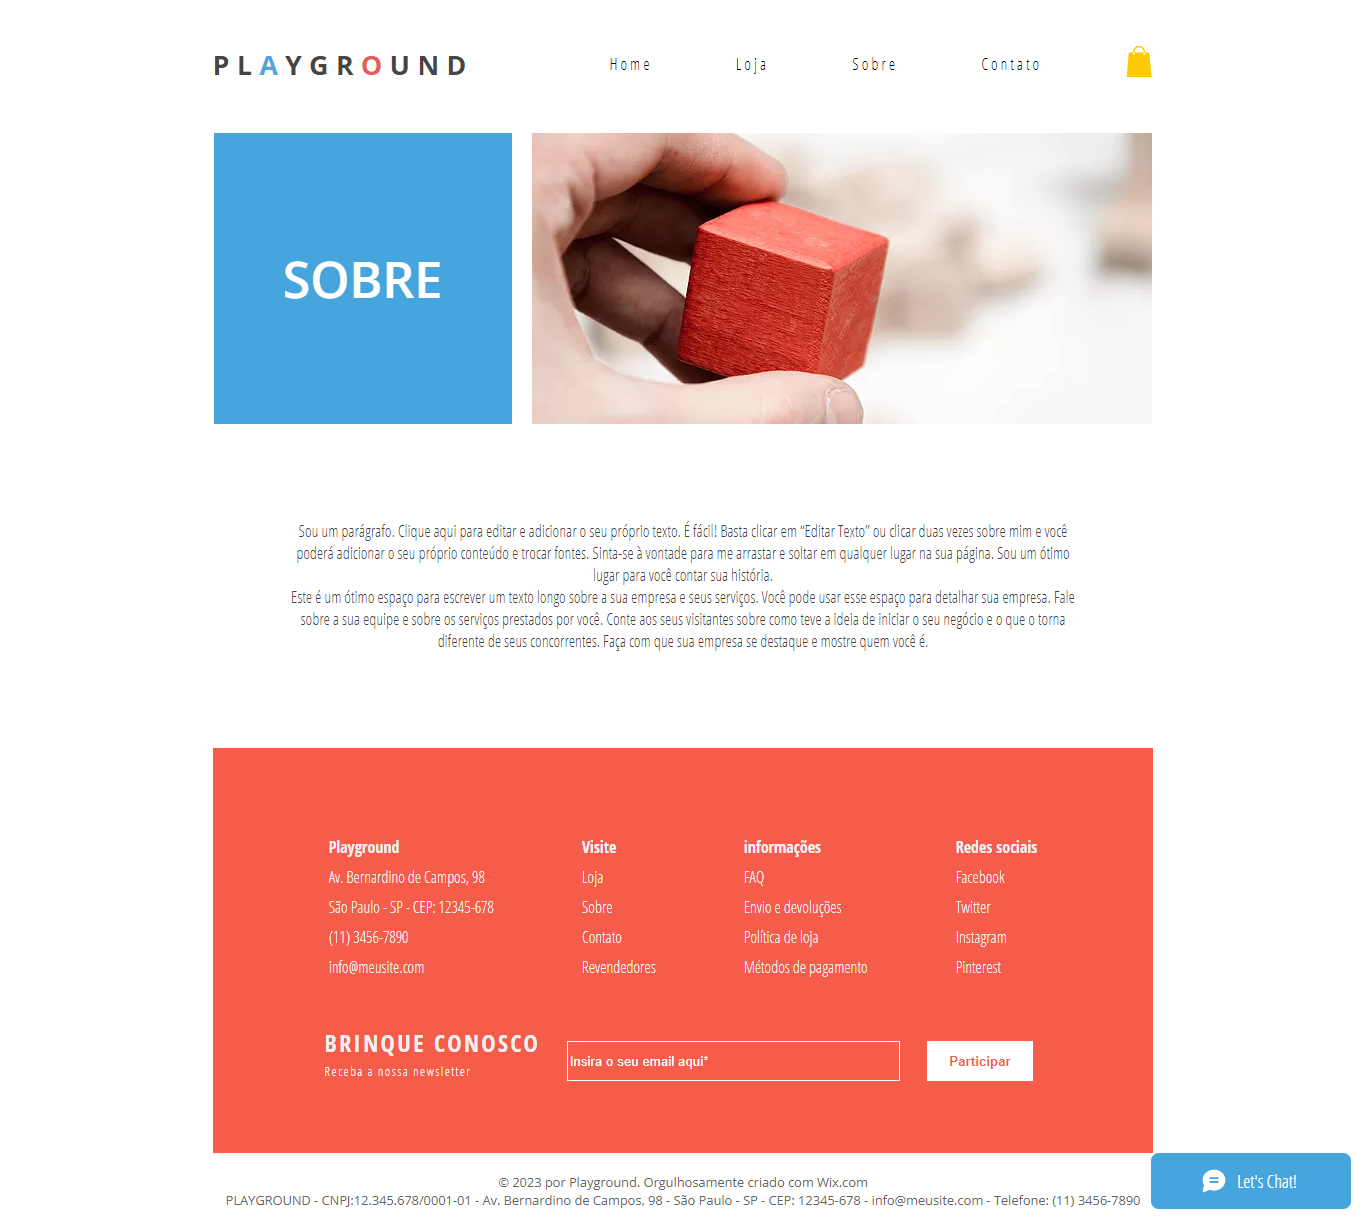 PLAYGROUND
Home Loja Sobre Contato
SOBRE
Sou um parágrafo. Clique aqui para editar e adicionar o seu próprio texto. É fácil! Basta clicar em “Editar Texto” ou clicar duas vezes sobre mim e você
poderá adicionar o seu próprio conteúdo e trocar fontes. Sinta-se à vontade para me arrastar e soltar em qualquer lugar na sua página. Sou um ótimo
lugar para você contar sua história.
Este é um ótimo espaço para escrever um texto longo sobre a sua empresa e seus serviços. Você pode usar esse espaço para detalhar sua empresa. Fale
sobre a sua equipe e sobre os serviços prestados por você. Conte aos seus visitantes sobre como teve a ideia de iniciar o seu negócio e o que o torna
diferente de seus concorrentes. Faça com que sua empresa se destaque e mostre quem você é.
Playground
Av. Bernardino de Campos, 98
São Paulo - SP - CEP: 12345-678
(11) 3456-7890
info@meusite.com
Visite
Loja
Sobre
Contato
Revendedores
informações
FAQ
Envio e devoluções
Política de loja
Métodos de pagamento
Redes sociais
Facebook
Twitter
Instagram
Pinterest
BRINQUE CONOSCO
Receba a nossa newsletter
Insira o seu email aqui*
Participar
© 2023 por Playground. Orgulhosamente criado com Wix.com
PLAYGROUND - CNPJ:12.345.678/0001-01 - Av. Bernardino de Campos, 98 - São Paulo - SP - CEP: 12345-678 - info@meusite.com - Telefone: (11) 3456-7890
Let's Chat!